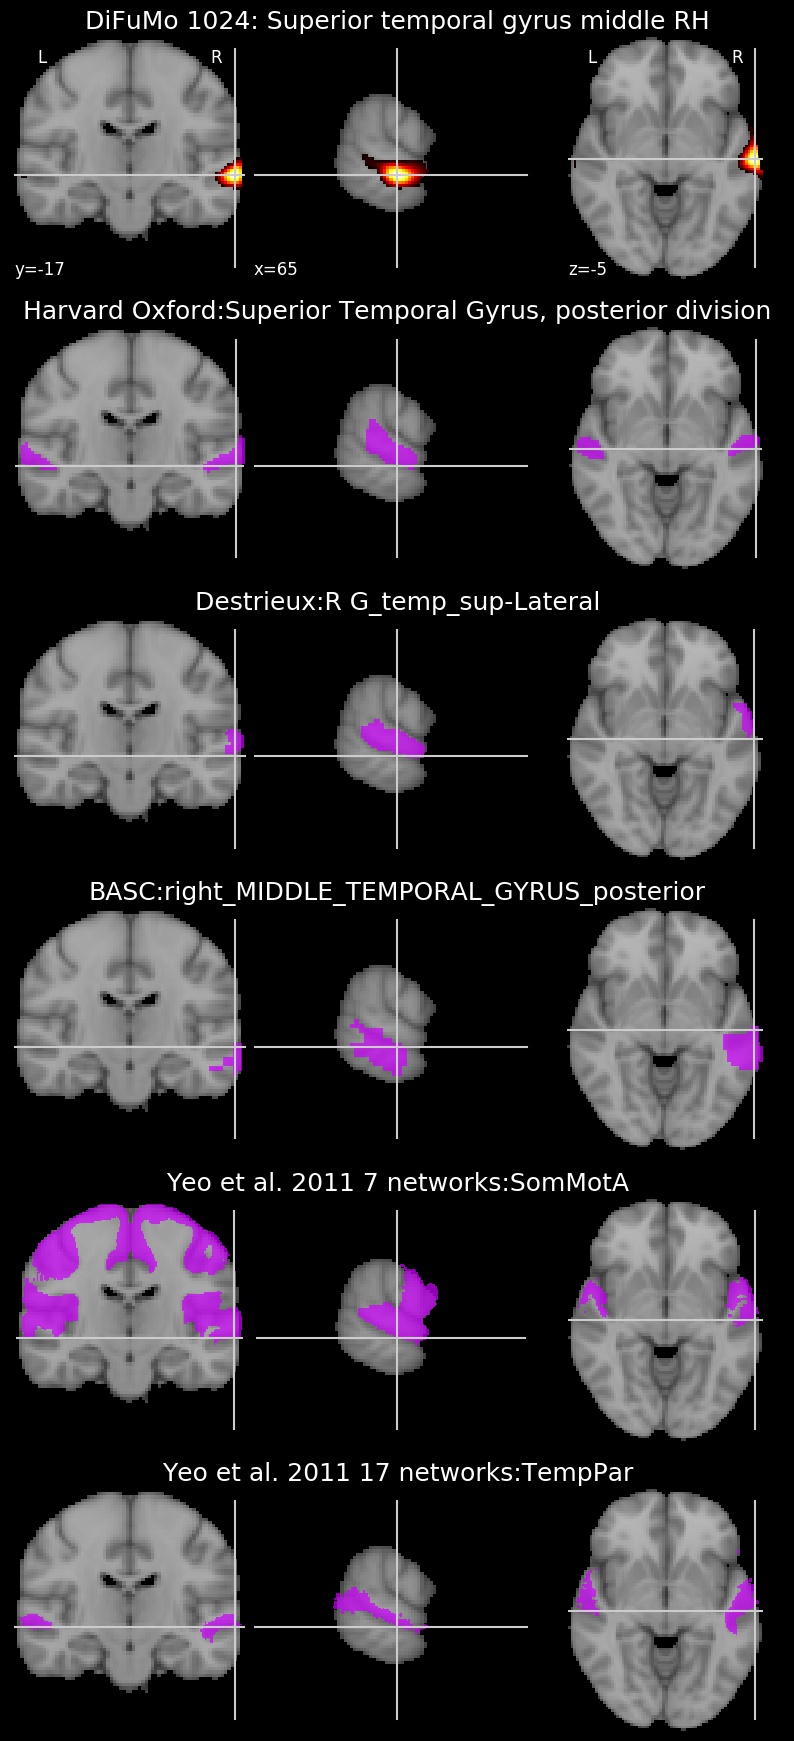 DiFuMo 1024: Superior temporal gyrus middle RH
L R L R
y=-17 x=65 z=-5
Harvard Oxford:Superior Temporal Gyrus, posterior division
Destrieux:R G_temp_sup-Lateral
BASC:right_MIDDLE_TEMPORAL_GYRUS_posterior
Yeo et al. 2011 7 networks:SomMotA
Yeo et al. 2011 17 networks:TempPar